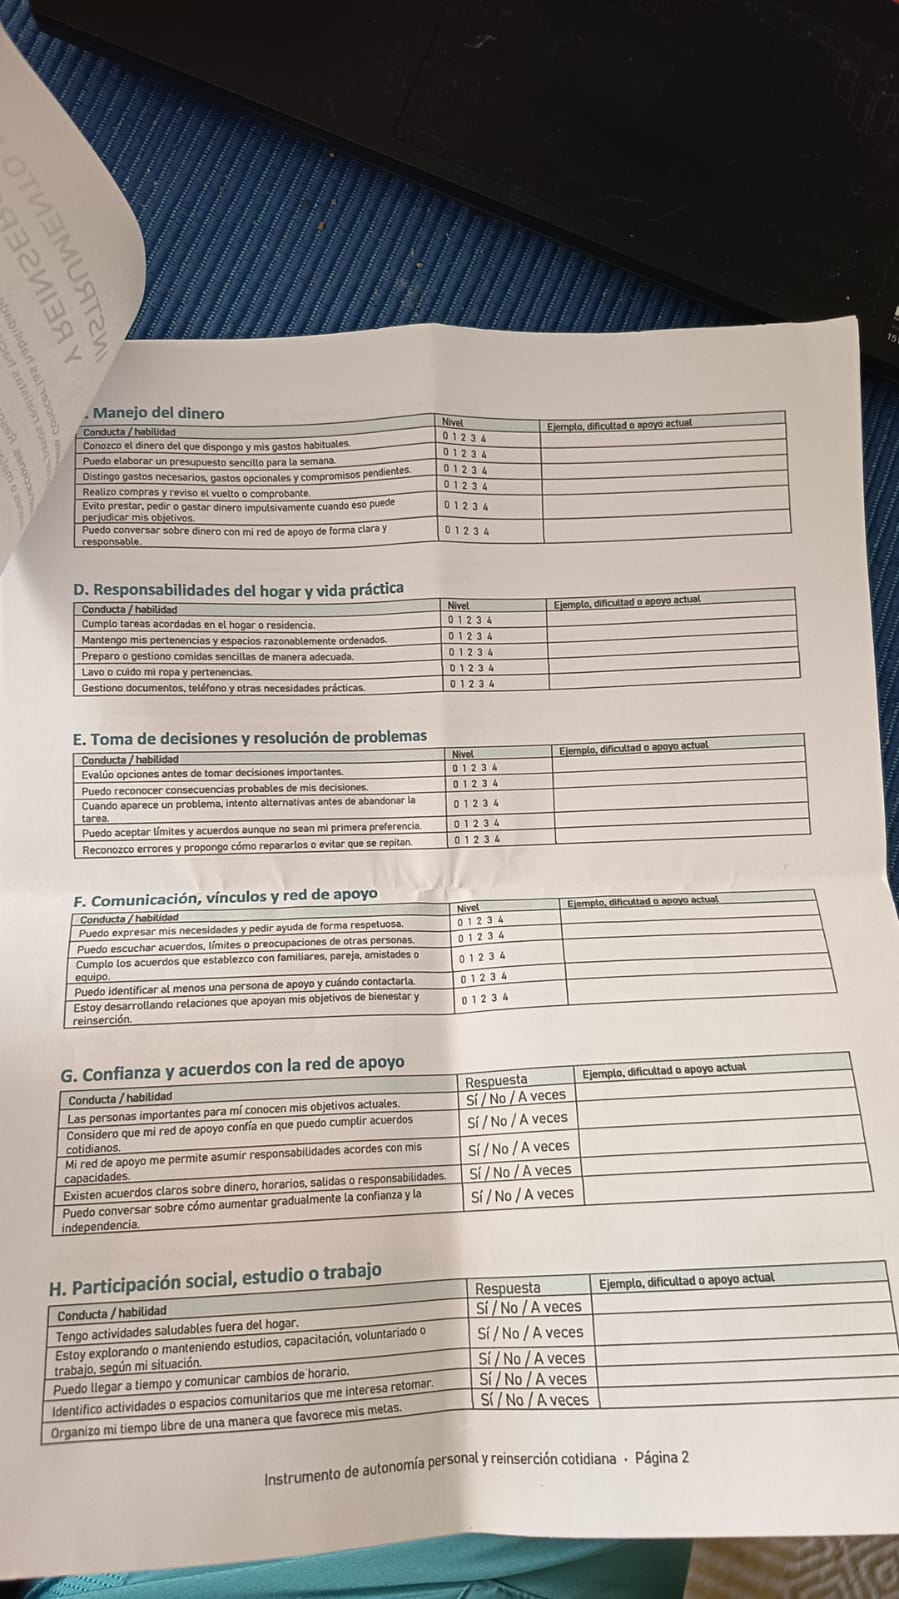 INSTRUMENTO
Y REINSER
Conocer las habilidade
. Manejo del dinero
Conducta / habilidad Nivel Ejemplo, dificultad o apoyo actual
Conozco el dinero del que dispongo y mis gastos habituales. 0 1 2 3 4
Puedo elaborar un presupuesto sencillo para la semana. 0 1 2 3 4
Distingo gastos necesarios, gastos opcionales y compromisos pendientes. 0 1 2 3 4
Realizo compras y reviso el vuelto o comprobante. 0 1 2 3 4
Evito prestar, pedir o gastar dinero impulsivamente cuando eso puede
perjudicar mis objetivos. 0 1 2 3 4
Puedo conversar sobre dinero con mi red de apoyo de forma clara y
responsable. 0 1 2 3 4
D. Responsabilidades del hogar y vida práctica
Conducta / habilidad Nivel Ejemplo, dificultad o apoyo actual
Cumplo tareas acordadas en el hogar o residencia. 0 1 2 3 4
Mantengo mis pertenencias y espacios razonablemente ordenados. 0 1 2 3 4
Preparo o gestiono comidas sencillas de manera adecuada. 0 1 2 3 4
Lavo o cuido mi ropa y pertenencias. 0 1 2 3 4
Gestiono documentos, teléfono y otras necesidades prácticas. 0 1 2 3 4
E. Toma de decisiones y resolución de problemas
Conducta / habilidad Nivel Ejemplo, dificultad o apoyo actual
Evalúo opciones antes de tomar decisiones importantes. 0 1 2 3 4
Puedo reconocer consecuencias probables de mis decisiones. 0 1 2 3 4
Cuando aparece un problema, intento alternativas antes de abandonar la
tarea. 0 1 2 3 4
Puedo aceptar límites y acuerdos aunque no sean mi primera preferencia. 0 1 2 3 4
Reconozco errores y propongo cómo repararlos o evitar que se repitan. 0 1 2 3 4
F. Comunicación, vínculos y red de apoyo
Conducta / habilidad Nivel Ejemplo, dificultad o apoyo actual
Puedo expresar mis necesidades y pedir ayuda de forma respetuosa. 0 1 2 3 4
Puedo escuchar acuerdos, límites o preocupaciones de otras personas. 0 1 2 3 4
Cumplo los acuerdos que establezco con familiares, pareja, amistades o
equipo. 0 1 2 3 4
Puedo identificar al menos una persona de apoyo y cuándo contactarla. 0 1 2 3 4
Estoy desarrollando relaciones que apoyan mis objetivos de bienestar y
reinserción. 0 1 2 3 4
G. Confianza y acuerdos con la red de apoyo
Conducta / habilidad Respuesta Ejemplo, dificultad o apoyo actual
Las personas importantes para mí conocen mis objetivos actuales. Sí / No / A veces
Considero que mi red de apoyo confía en que puedo cumplir acuerdos
cotidianos. Sí / No / A veces
Mi red de apoyo me permite asumir responsabilidades acordes con mis
capacidades. Sí / No / A veces
Existen acuerdos claros sobre dinero, horarios, salidas o responsabilidades. Sí / No / A veces
Puedo conversar sobre cómo aumentar gradualmente la confianza y la
independencia. Sí / No / A veces
H. Participación social, estudio o trabajo
Conducta / habilidad Respuesta Ejemplo, dificultad o apoyo actual
Tengo actividades saludables fuera del hogar. Sí / No / A veces
Estoy explorando o manteniendo estudios, capacitación, voluntariado o
trabajo, según mi situación. Sí / No / A veces
Puedo llegar a tiempo y comunicar cambios de horario. Sí / No / A veces
Identifico actividades o espacios comunitarios que me interesa retomar. Sí / No / A veces
Organizo mi tiempo libre de una manera que favorece mis metas. Sí / No / A veces
Instrumento de autonomía personal y reinserción cotidiana · Página 2